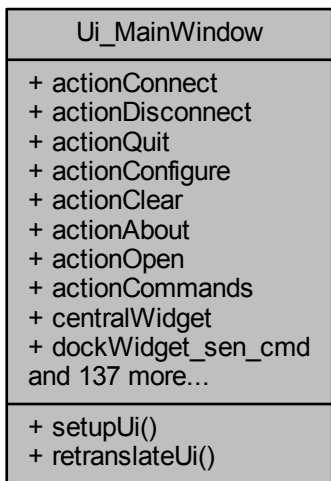 Ui_MainWindow
+ actionConnect
+ actionDisconnect
+ actionQuit
+ actionConfigure
+ actionClear
+ actionAbout
+ actionOpen
+ actionCommands
+ centralWidget
+ dockWidget_sen_cmd
and 137 more...
+ setupUi()
+ retranslateUi()